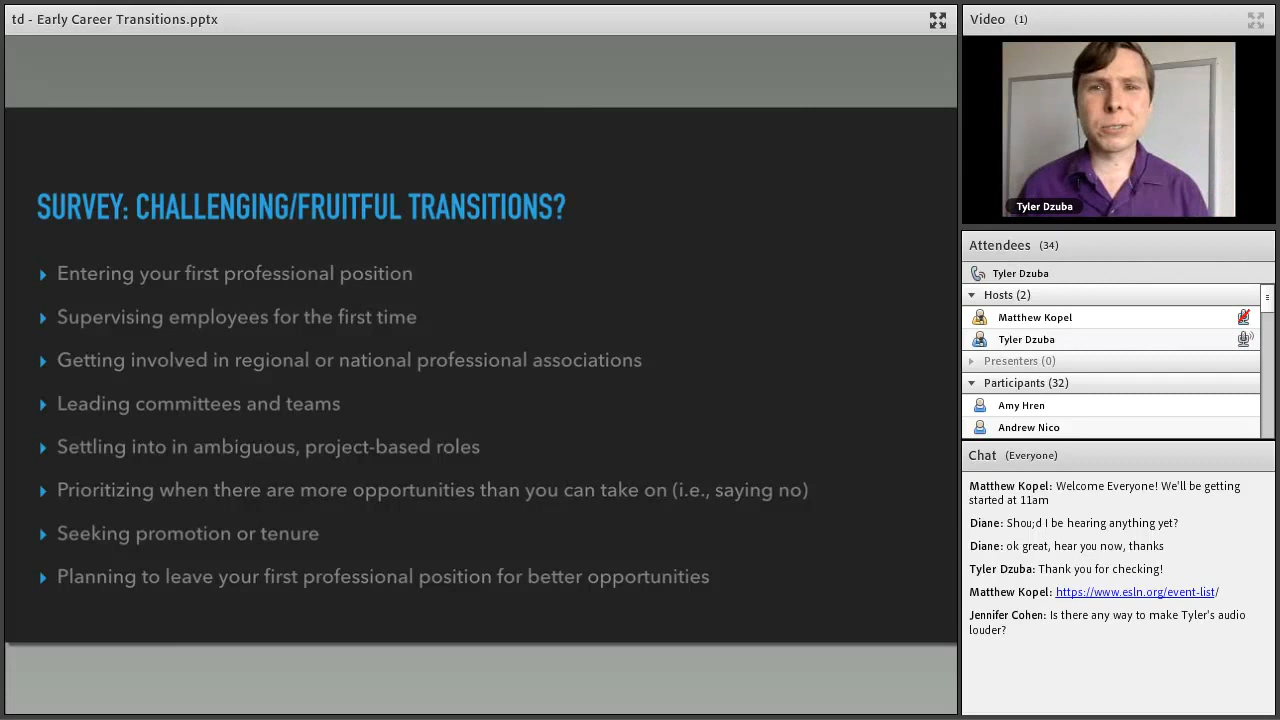 td - Early Career Transitions.pptx
SURVEY: CHALLENGING/FRUITFUL TRANSITIONS?
Entering your first professional position
Supervising employees for the first time
Getting involved in regional or national professional associations
Leading committees and teams
Settling into in ambiguous, project-based roles
Prioritizing when there are more opportunities than you can take on (i.e., saying no)
Seeking promotion or tenure
Planning to leave your first professional position for better opportunities
Video (1)
Tyler Dzuba
Attendees (34)
Tyler Dzuba
Hosts (2)
Matthew Kopel
Tyler Dzuba
Presenters (0)
Participants (32)
Amy Hren
Andrew Nico
Chat (Everyone)
Matthew Kopel: Welcome Everyone! We'll be getting
started at 11am
Diane: Shou;d I be hearing anything yet?
Diane: ok great, hear you now, thanks
Tyler Dzuba: Thank you for checking!
Matthew Kopel: https://www.esln.org/event-list/
Jennifer Cohen: Is there any way to make Tyler's audio
louder?